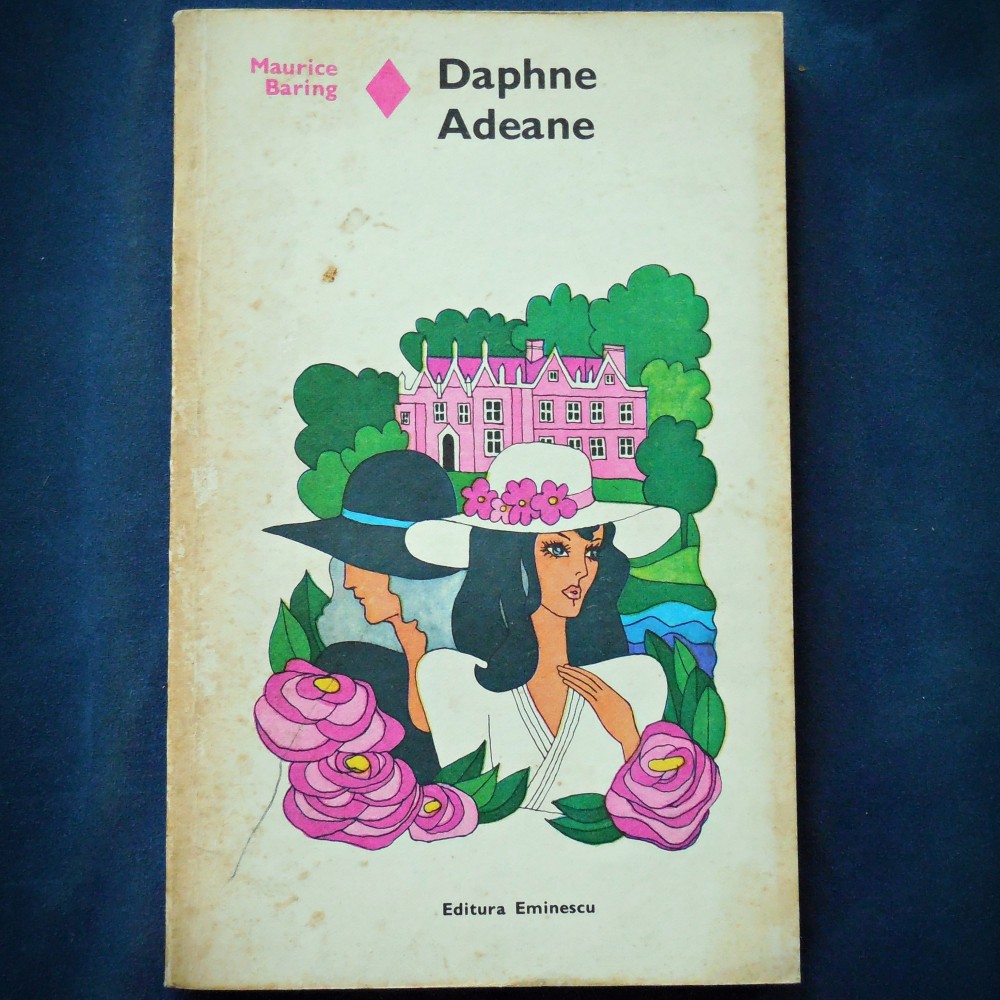 Maurice
Baring
Daphne
Adeane
Editura Eminescu